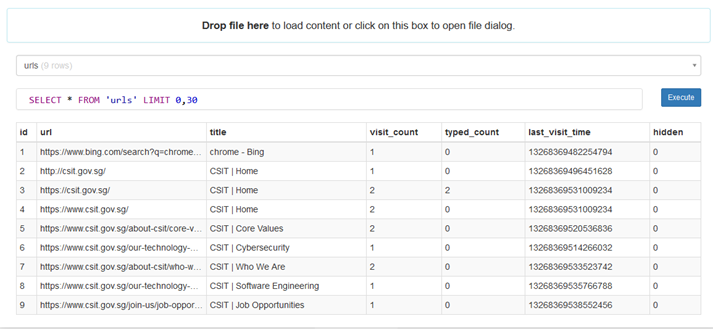 Drop file here to load content or click on this box to open file dialog.
urls (9 rows)
SELECT * FROM 'urls' LIMIT 0,30
Execute
id url title visit_count typed_count last_visit_time hidden
1 https://www.bing.com/search?q=chrome... chrome - Bing 1 0 13268369482254794 0
2 http://csit.gov.sg/ CSIT | Home 1 0 13268369496451628 0
3 https://csit.gov.sg/ CSIT | Home 2 2 13268369531009234 0
4 https://www.csit.gov.sg/ CSIT | Home 2 0 13268369531009234 0
5 https://www.csit.gov.sg/about-csit/core-v... CSIT | Core Values 2 0 13268369520536836 0
6 https://www.csit.gov.sg/our-technology-... CSIT | Cybersecurity 1 0 13268369514266032 0
7 https://www.csit.gov.sg/about-csit/who-w... CSIT | Who We Are 2 0 13268369533523742 0
8 https://www.csit.gov.sg/our-technology-... CSIT | Software Engineering 1 0 13268369535766788 0
9 https://www.csit.gov.sg/join-us/job-oppor... CSIT | Job Opportunities 1 0 13268369538552456 0